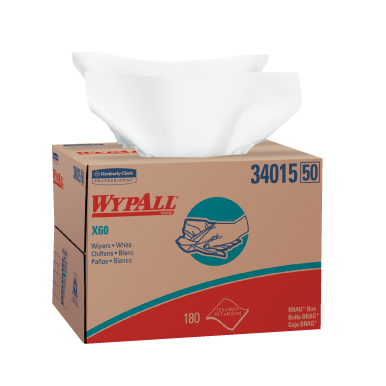 Kimberly-Clark
PROFESSIONAL
34015 50
WYPALL
X60
Wipers • White
Chiffons • Blanc
Paños • Blanco
180
BRAG* Box
Boîte BRAG*
Caja BRAG*